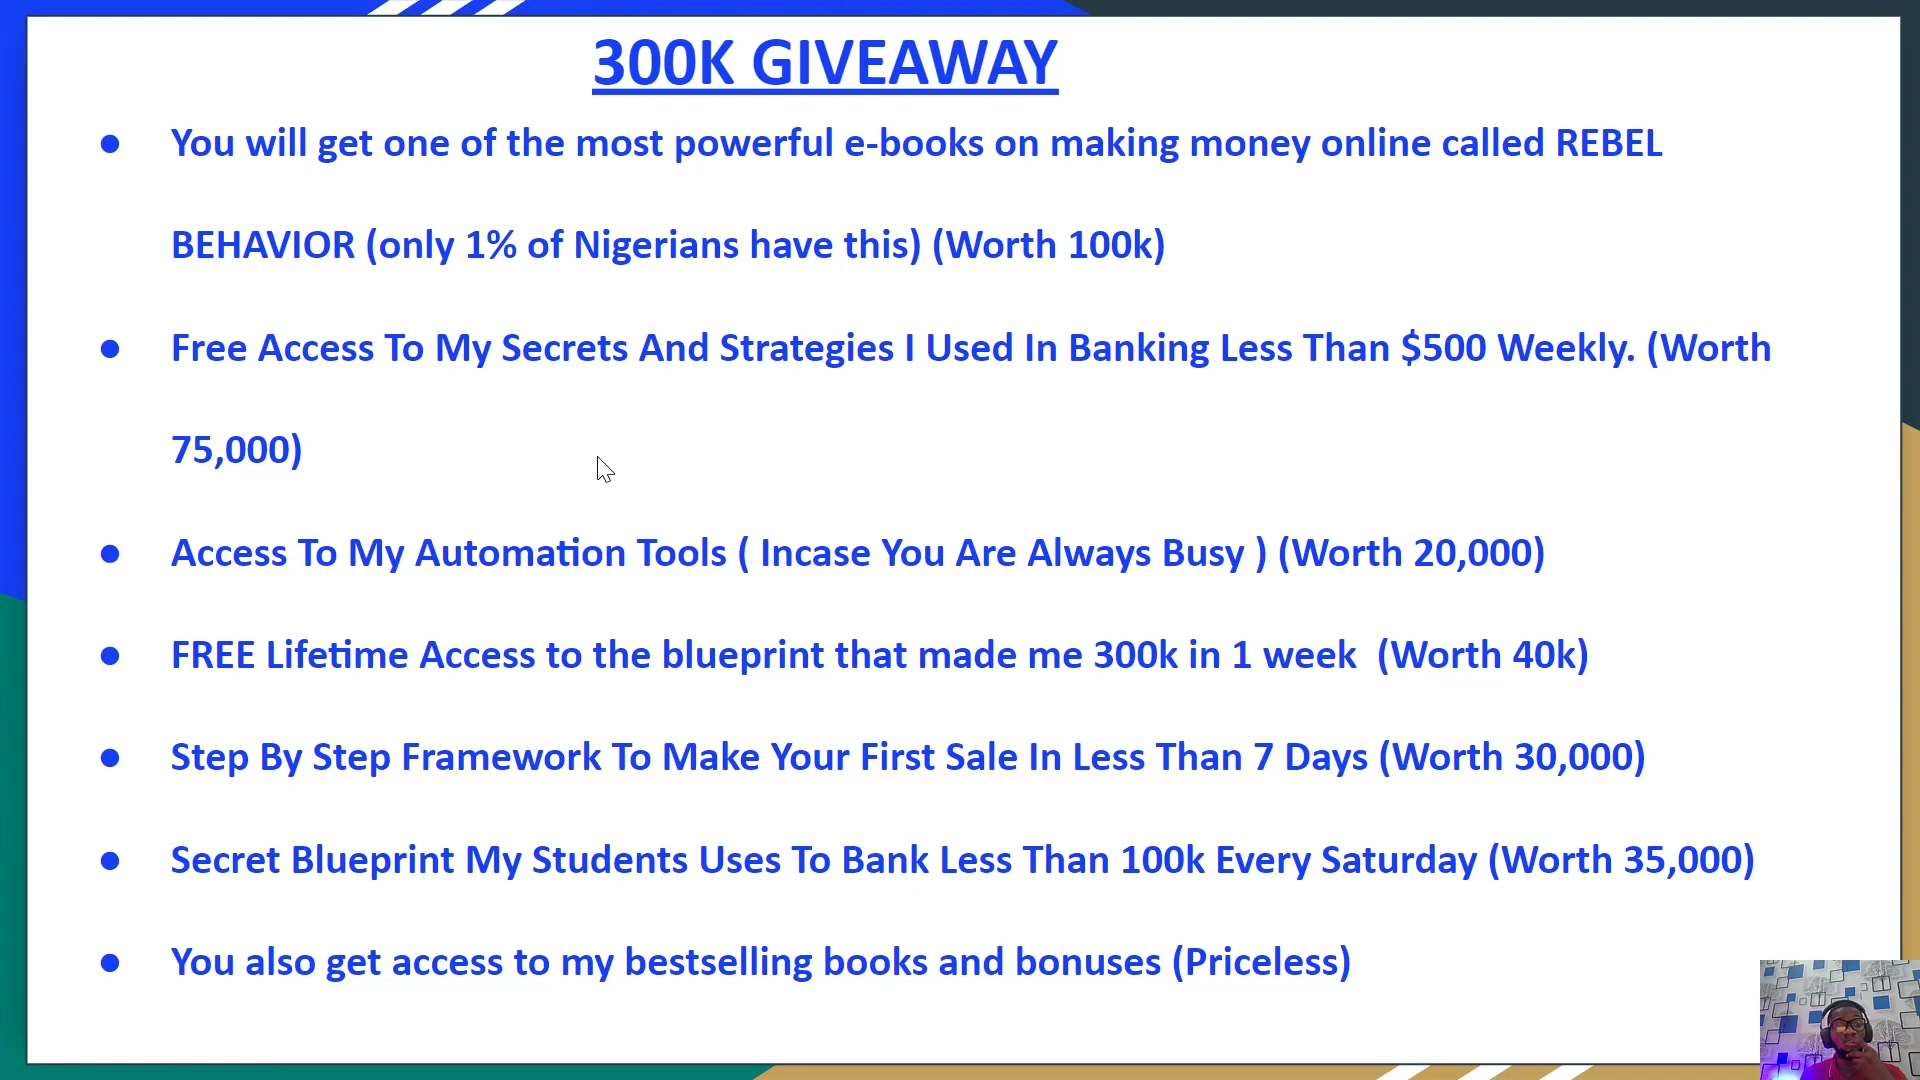 300K GIVEAWAY
● You will get one of the most powerful e-books on making money online called REBEL
BEHAVIOR (only 1% of Nigerians have this) (Worth 100k)
● Free Access To My Secrets And Strategies I Used In Banking Less Than $500 Weekly. (Worth
75,000)
● Access To My Automation Tools ( Incase You Are Always Busy ) (Worth 20,000)
● FREE Lifetime Access to the blueprint that made me 300k in 1 week  (Worth 40k)
● Step By Step Framework To Make Your First Sale In Less Than 7 Days (Worth 30,000)
● Secret Blueprint My Students Uses To Bank Less Than 100k Every Saturday (Worth 35,000)
● You also get access to my bestselling books and bonuses (Priceless)